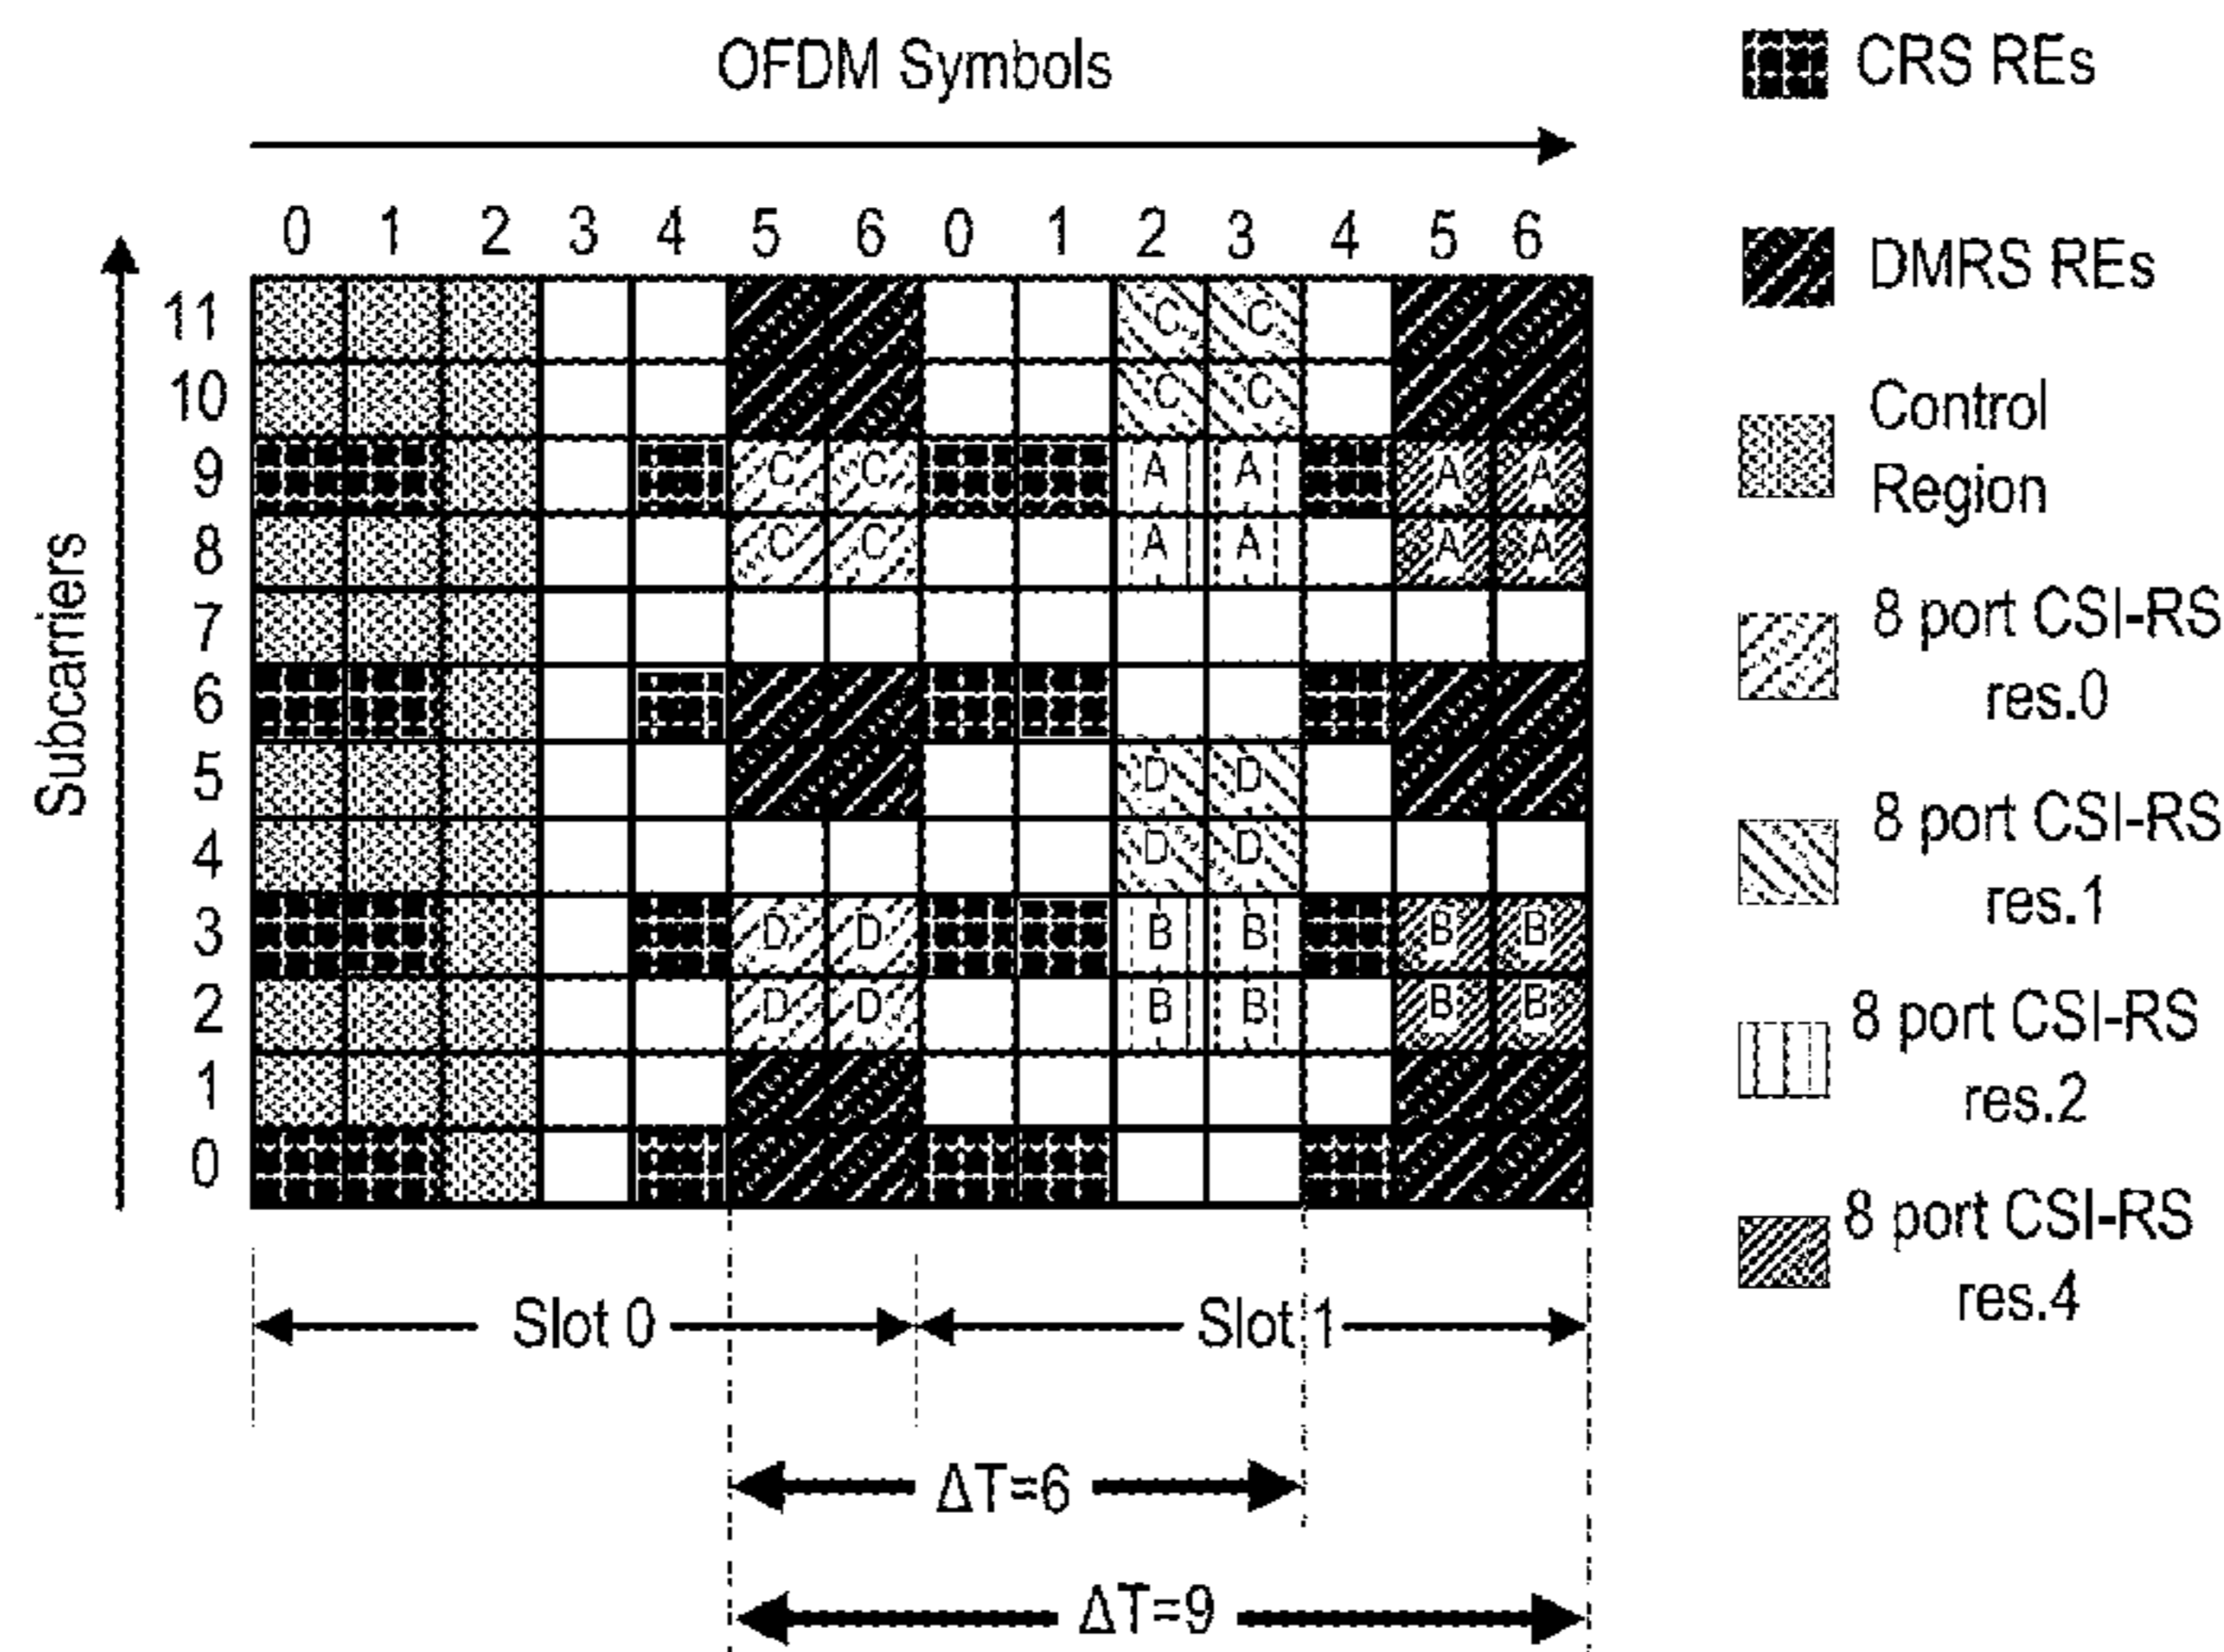 OFDM Symbols
0 1 2 3 4 5 6 0 1 2 3 4 5 6
Subcarriers
11 C C
10 C C
9 C C A A A A
8 C C A A A A
7
6
5 D D
4 D D
3 D D B B B B
2 D D B B B B
1
0
Slot 0 Slot 1
ΔT=6
ΔT=9
CRS REs
DMRS REs
Control
Region
8 port CSI-RS
res.0
8 port CSI-RS
res.1
8 port CSI-RS
res.2
8 port CSI-RS
res.4